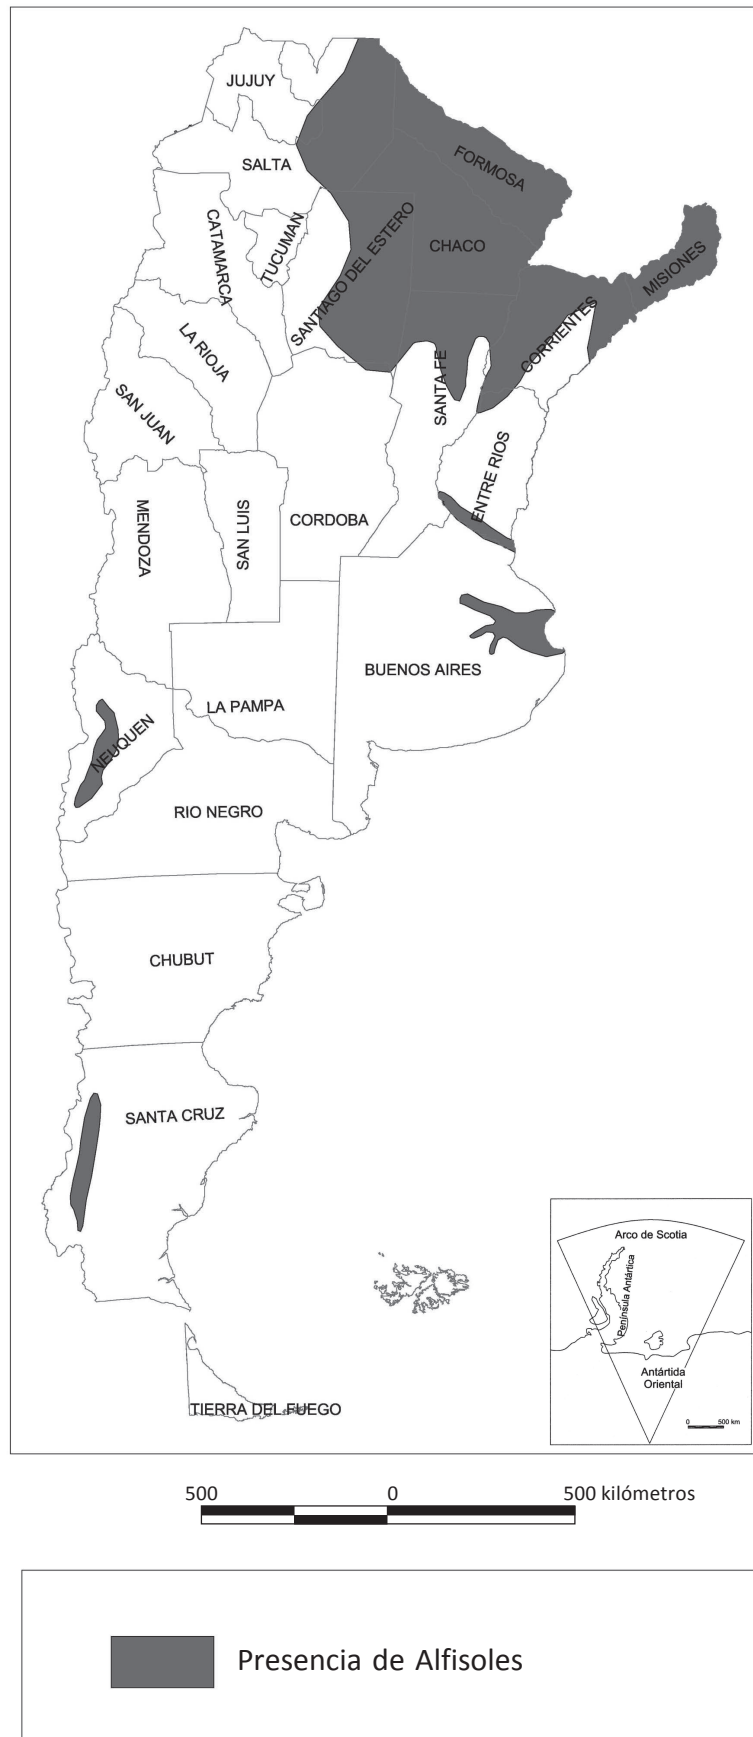 JUJUY
FORMOSA
SALTA
CATAMARCA
TUCUMAN
SANTIAGO DEL ESTERO
CHACO
MISIONES
LA RIOJA
CORRIENTES
SANTA FE
SAN JUAN
ENTRE RIOS
MENDOZA
SAN LUIS
CORDOBA
BUENOS AIRES
LA PAMPA
NEUQUEN
RIO NEGRO
CHUBUT
SANTA CRUZ
TIERRA DEL FUEGO
Arco de Scotia
Península Antártica
Antártida
Oriental
0 500 km
500 0 500 kilómetros
Presencia de Alfisoles